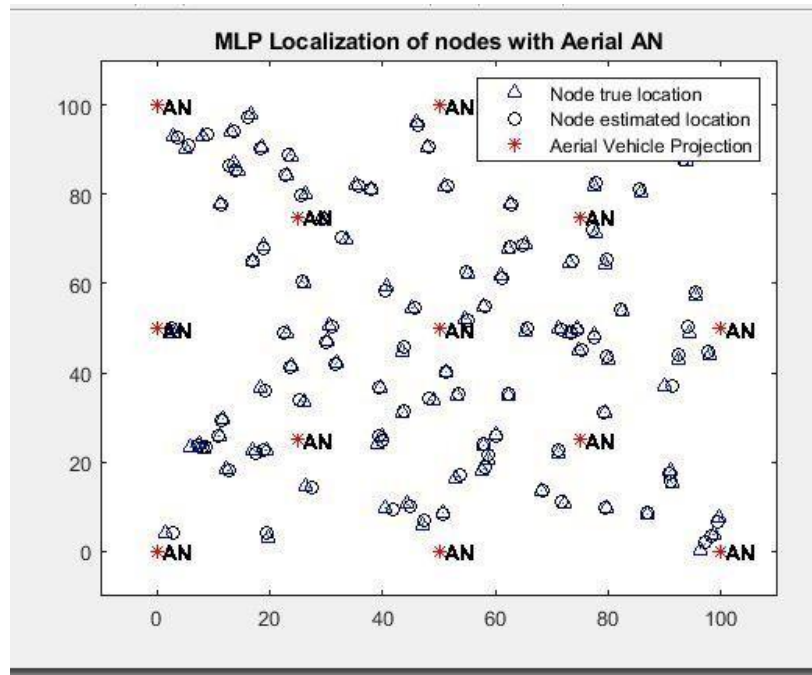 MLP Localization of nodes with Aerial AN
100
80
60
40
20
0
0 20 40 60 80 100
Node true location
Node estimated location
Aerial Vehicle Projection
AN AN
AN AN
AN AN AN
AN AN
AN AN AN